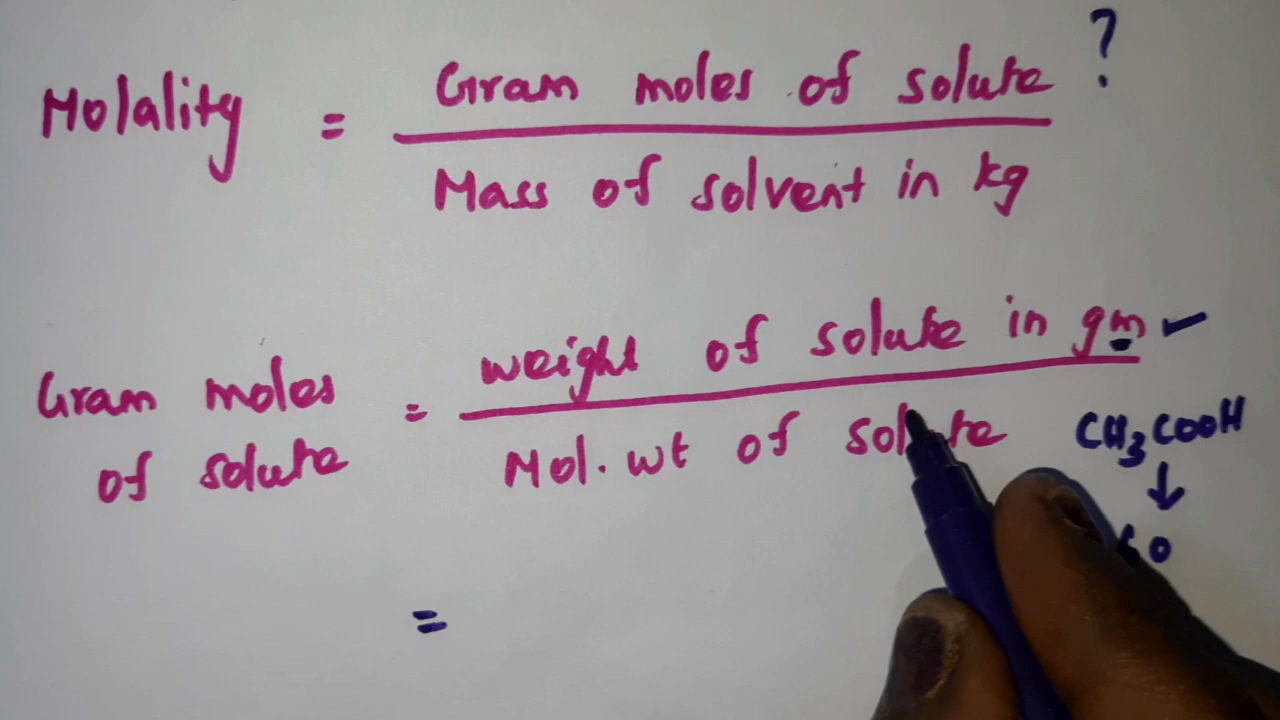 Molality = Gram moles of solute ?
Mass of solvent in kg
Gram moles of solute = weight of solute in gm
Mol. wt of solute
CH3COOH
↓
60
=